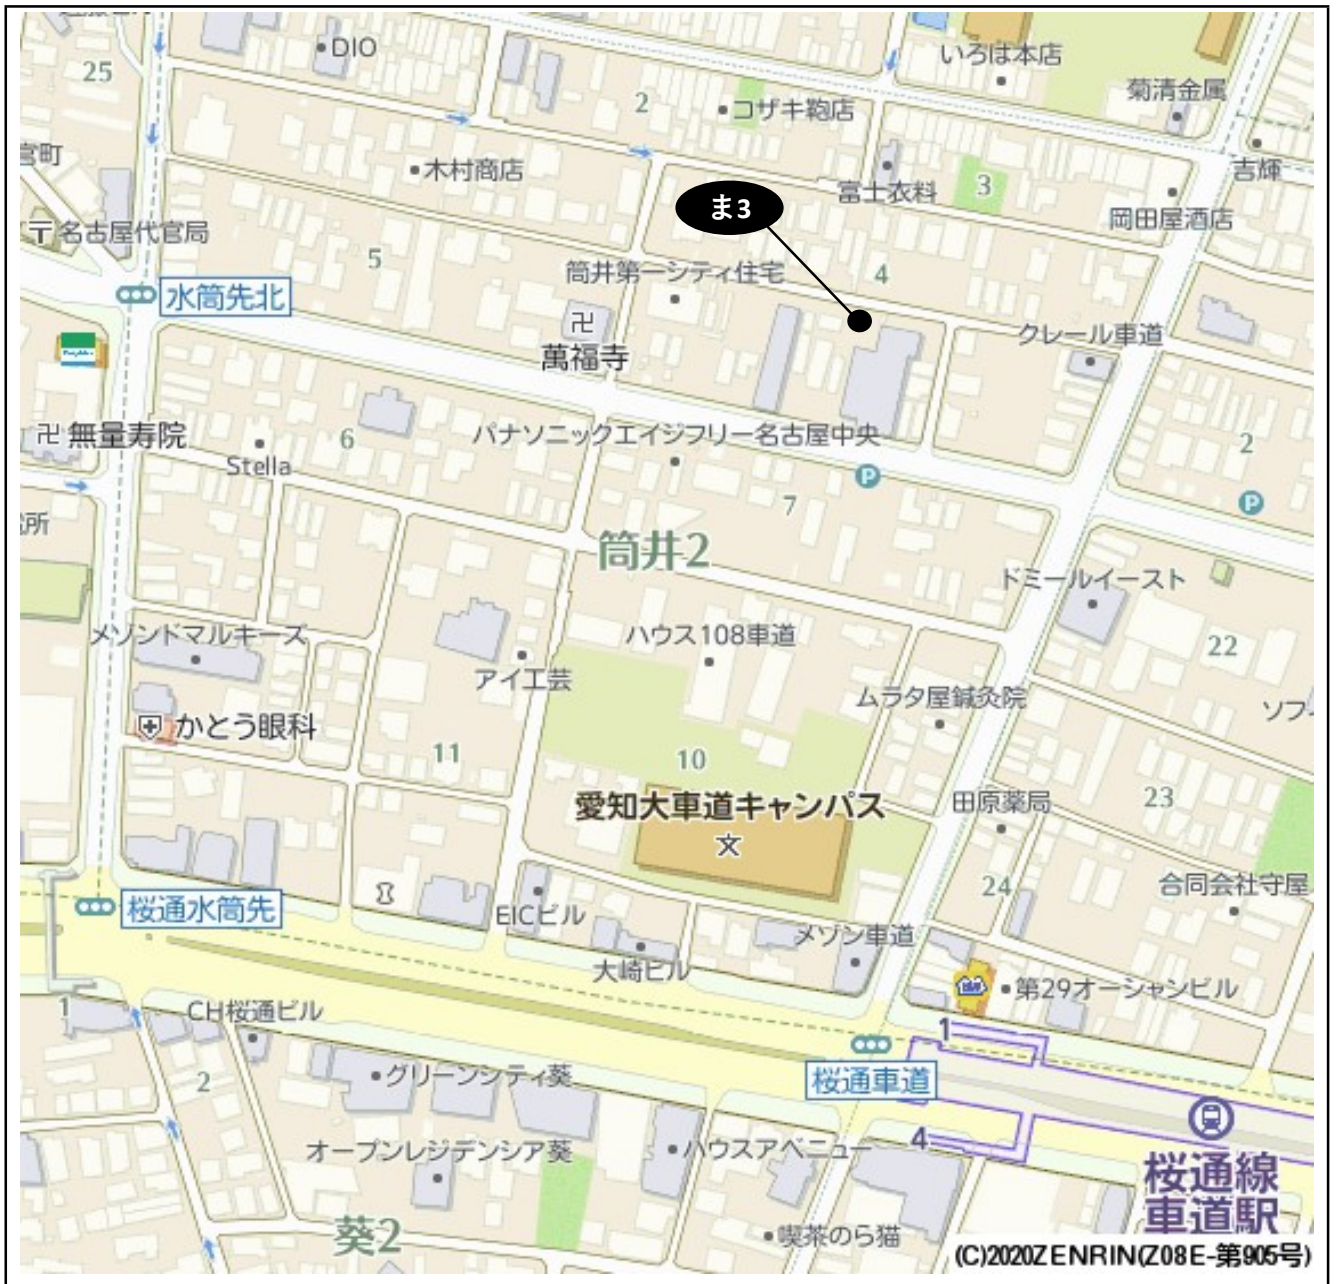 DIO
25
いろは本店
菊清金属
2
コザキ鞄店
木村商店
吉輝
3
富士衣料
ま3
岡田屋酒店
〒名古屋代官局
5
筒井第一シティ住宅
4
水筒先北
卍
萬福寺
クレール車道
卍 無量寿院
6
パナソニックエイジフリー名古屋中央
2
Stella
P
7
P
筒井2
ドミールイースト
メゾンドマルキーズ
ハウス108車道
22
アイ工芸
ムラタ屋鍼灸院
かとう眼科
11
10
23
愛知大車道キャンパス
文
田原薬局
24
合同会社守屋
桜通水筒先
EICビル
メゾン車道
大崎ビル
第29オーシャンビル
1
CH桜通ビル
1
桜通車道
2
グリーンシティ葵
4
ハウスアベニュー
オープンレジデンシア葵
桜通線
車道駅
葵2
喫茶のら猫
(C)2020ZENRIN(Z08E-第905号)